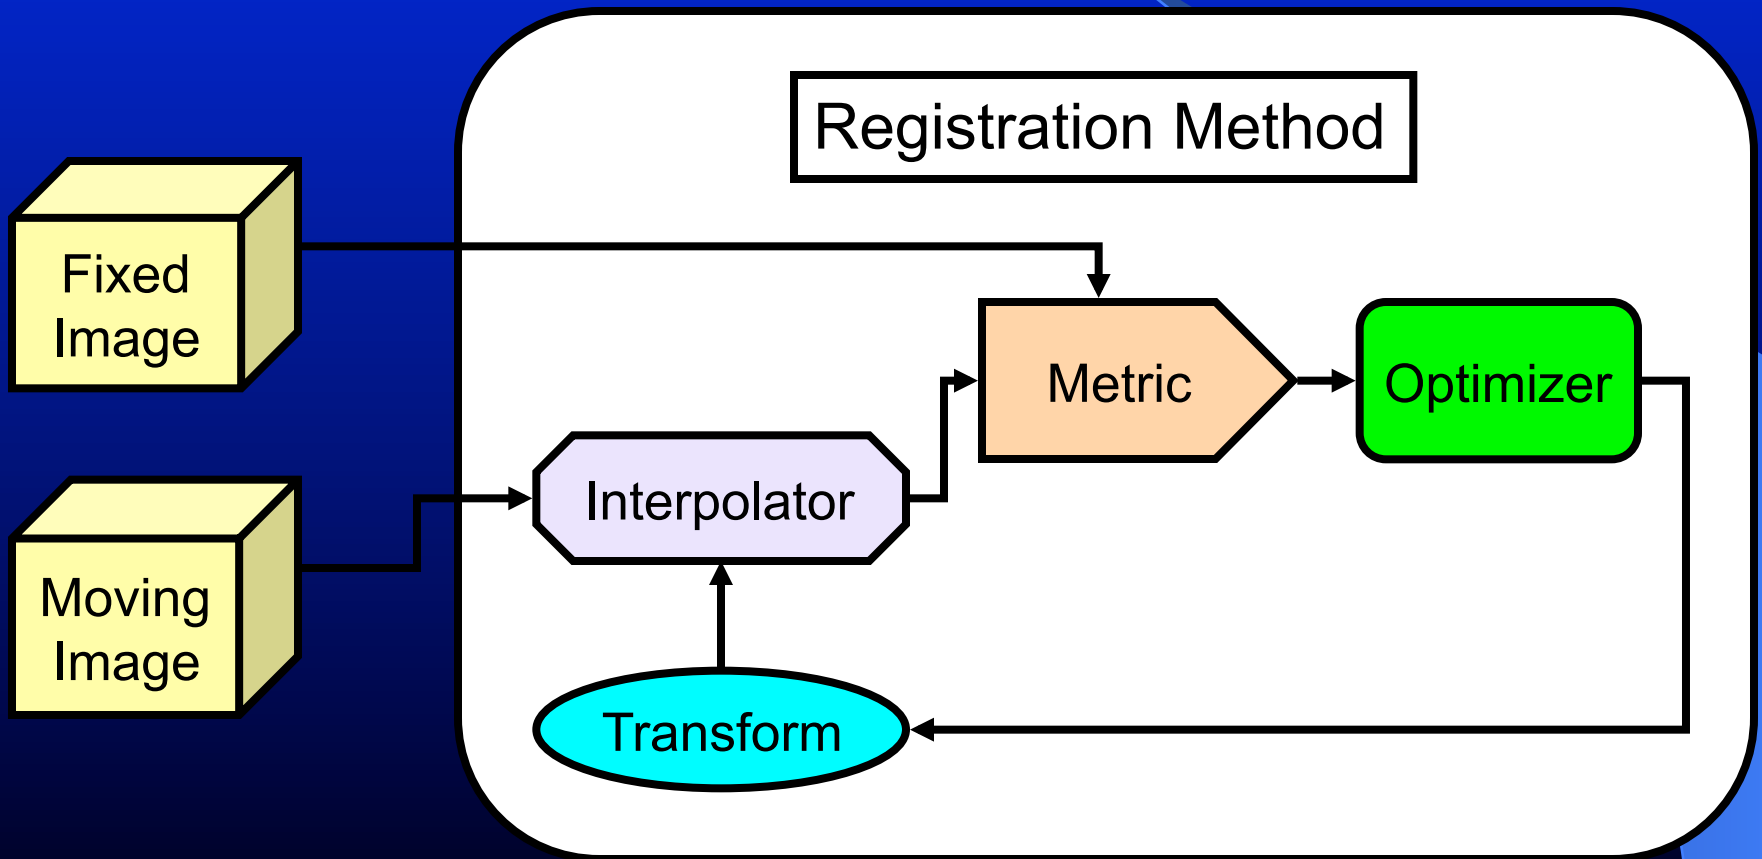 Registration Method
Fixed
Image
Metric
Optimizer
Interpolator
Moving
Image
Transform